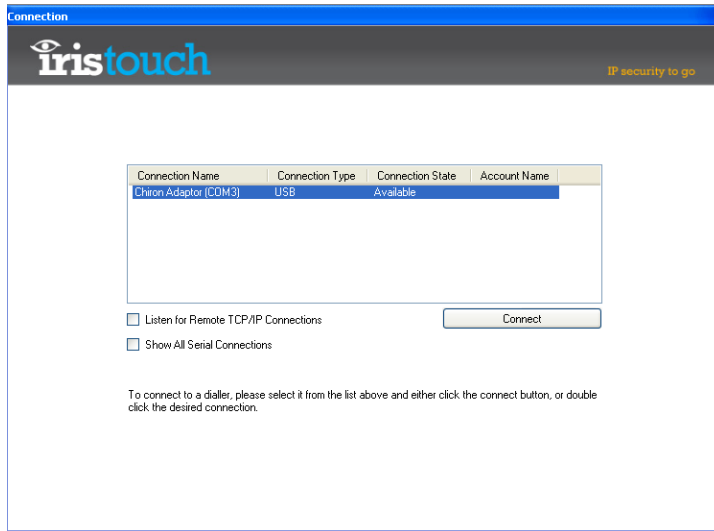 Connection
iristouch
IP security to go
Connection Name Connection Type Connection State Account Name
Chiron Adaptor (COM3) USB Available
Listen for Remote TCP/IP Connections
Connect
Show All Serial Connections
To connect to a dialler, please select it from the list above and either click the connect button, or double
click the desired connection.